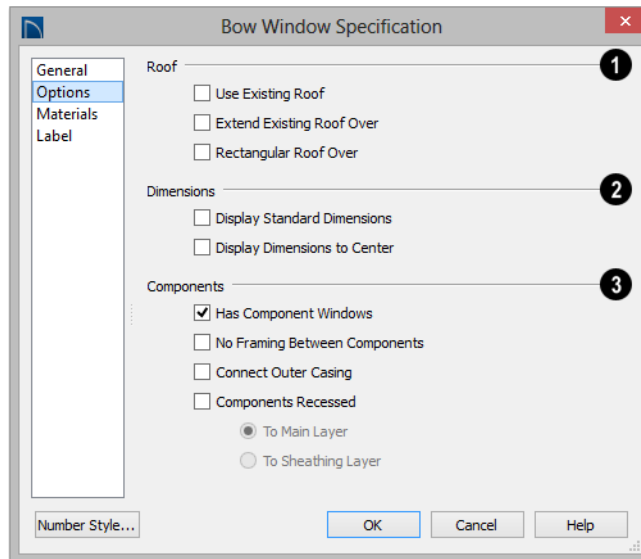 Bow Window Specification
General
Options
Materials
Label
Roof 1
Use Existing Roof
Extend Existing Roof Over
Rectangular Roof Over
Dimensions 2
Display Standard Dimensions
Display Dimensions to Center
Components 3
Has Component Windows
No Framing Between Components
Connect Outer Casing
Components Recessed
To Main Layer
To Sheathing Layer
Number Style... OK Cancel Help